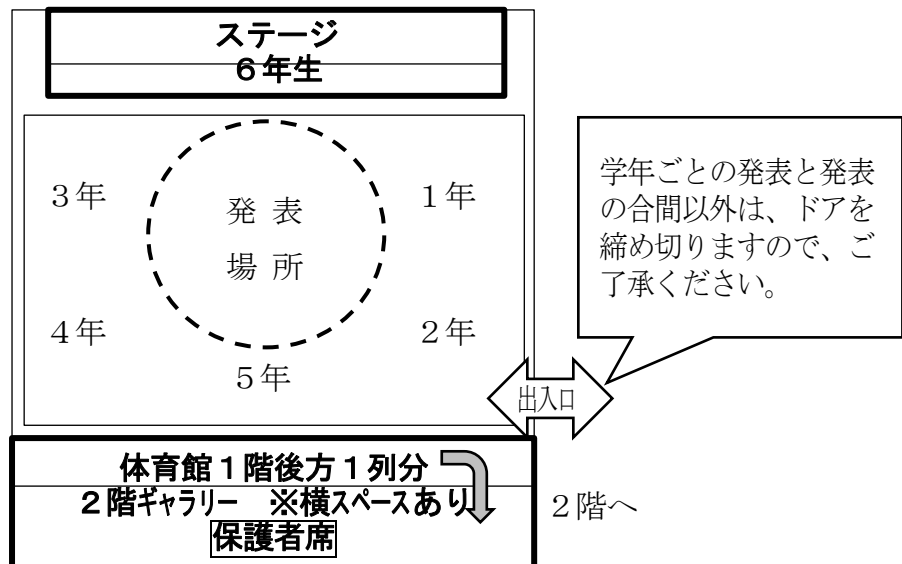 ステージ
６年生
３年
１年
発 表
場 所
４年
２年
５年
学年ごとの発表と発表
の合間以外は、ドアを
締め切りますので、ご
了承ください。
出入口
体育館１階後方１列分
２階ギャラリー　※横スペースあり
保護者席
２階へ